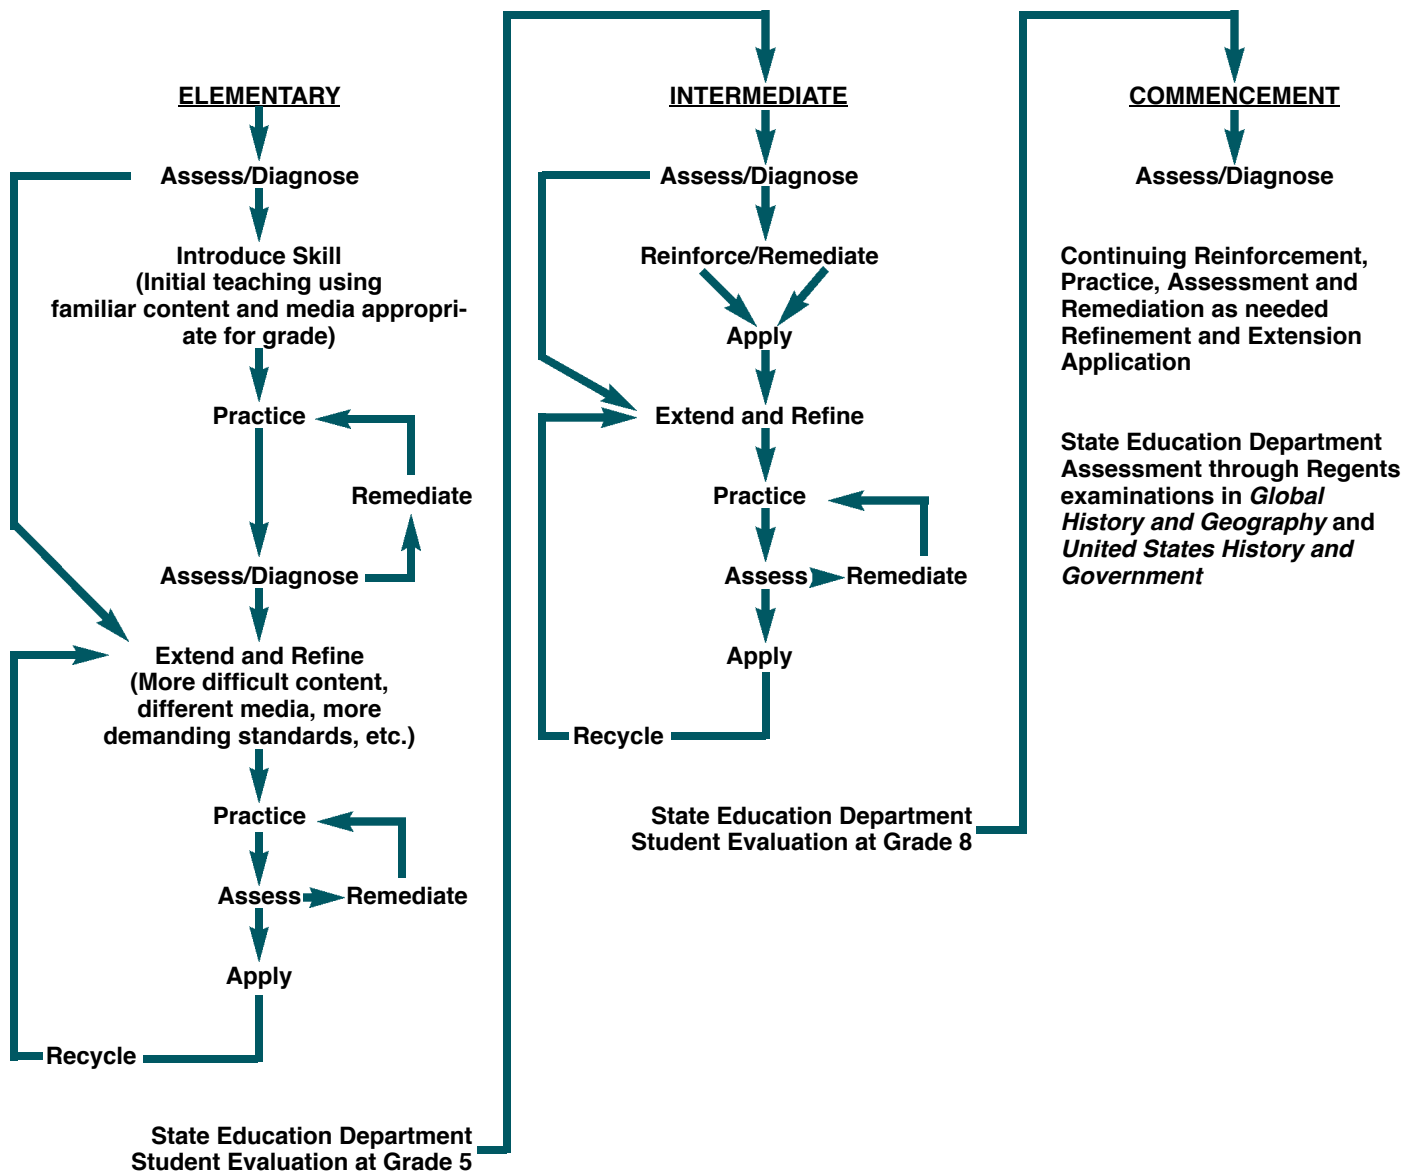 ELEMENTARY
Assess/Diagnose
Introduce Skill
(Initial teaching using
familiar content and media appropri-
ate for grade)
Practice
Remediate
Assess/Diagnose
Extend and Refine
(More difficult content,
different media, more
demanding standards, etc.)
Practice
Assess
Remediate
Apply
Recycle
State Education Department
Student Evaluation at Grade 5
INTERMEDIATE
Assess/Diagnose
Reinforce/Remediate
Apply
Extend and Refine
Practice
Assess
Remediate
Apply
Recycle
State Education Department
Student Evaluation at Grade 8
COMMENCEMENT
Assess/Diagnose
Continuing Reinforcement,
Practice, Assessment and
Remediation as needed
Refinement and Extension
Application
State Education Department
Assessment through Regents
examinations in Global
History and Geography and
United States History and
Government